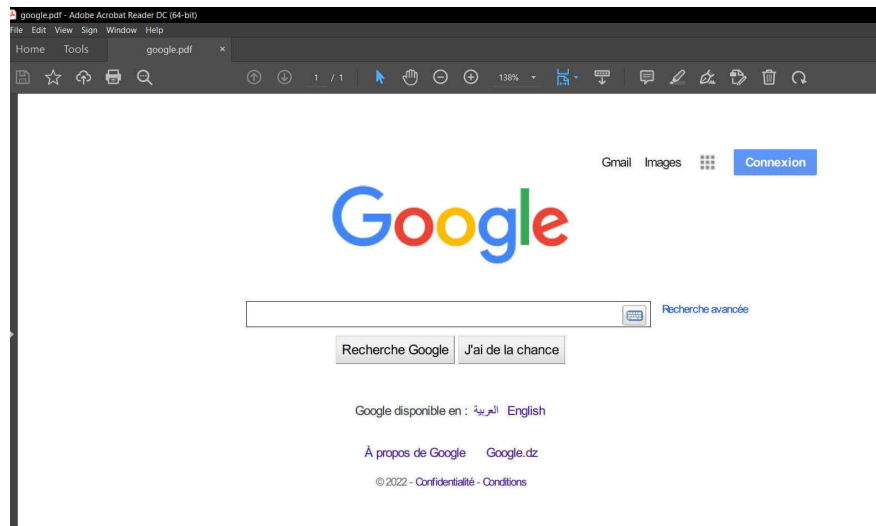 google.pdf - Adobe Acrobat Reader DC (64-bit)
File Edit View Sign Window Help
Home Tools google.pdf ×
1 / 1 138%
Gmail Images Connexion
Google
Recherche avancée
Recherche Google J'ai de la chance
Google disponible en : العربية English
À propos de Google Google.dz
© 2022 - Confidentialité - Conditions